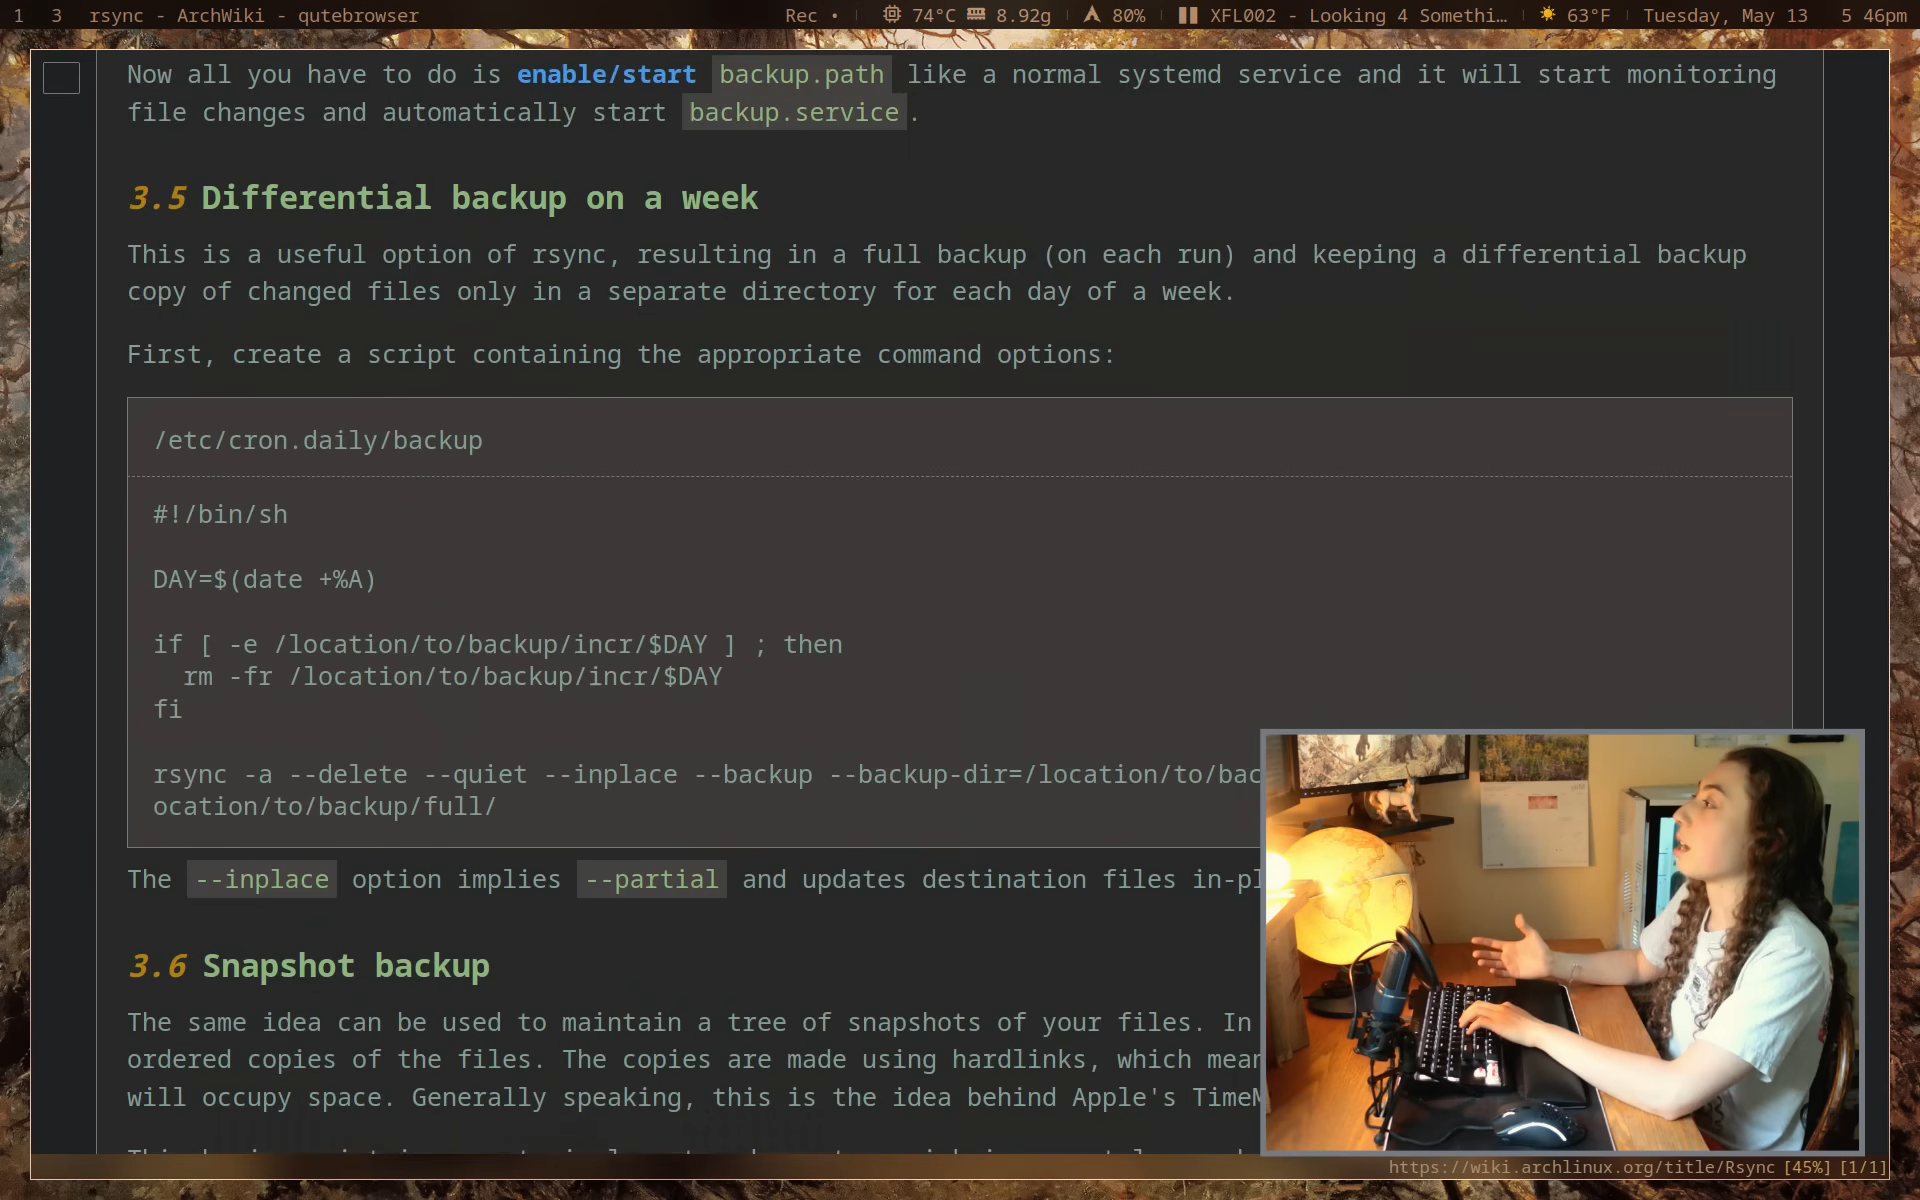 1 3 rsync - ArchWiki - qutebrowser Rec • 74°C 8.92g 80% XFL002 - Looking 4 Somethi… 63°F Tuesday, May 13 5 46pm
Now all you have to do is enable/start backup.path like a normal systemd service and it will start monitoring
file changes and automatically start backup.service.
3.5 Differential backup on a week
This is a useful option of rsync, resulting in a full backup (on each run) and keeping a differential backup
copy of changed files only in a separate directory for each day of a week.
First, create a script containing the appropriate command options:
/etc/cron.daily/backup
#!/bin/sh
DAY=$(date +%A)
if [ -e /location/to/backup/incr/$DAY ] ; then
rm -fr /location/to/backup/incr/$DAY
fi
rsync -a --delete --quiet --inplace --backup --backup-dir=/location/to/bac
ocation/to/backup/full/
The --inplace option implies --partial and updates destination files in-pl
3.6 Snapshot backup
The same idea can be used to maintain a tree of snapshots of your files. In
ordered copies of the files. The copies are made using hardlinks, which mean
will occupy space. Generally speaking, this is the idea behind Apple's TimeM
https://wiki.archlinux.org/title/Rsync [45%] [1/1]